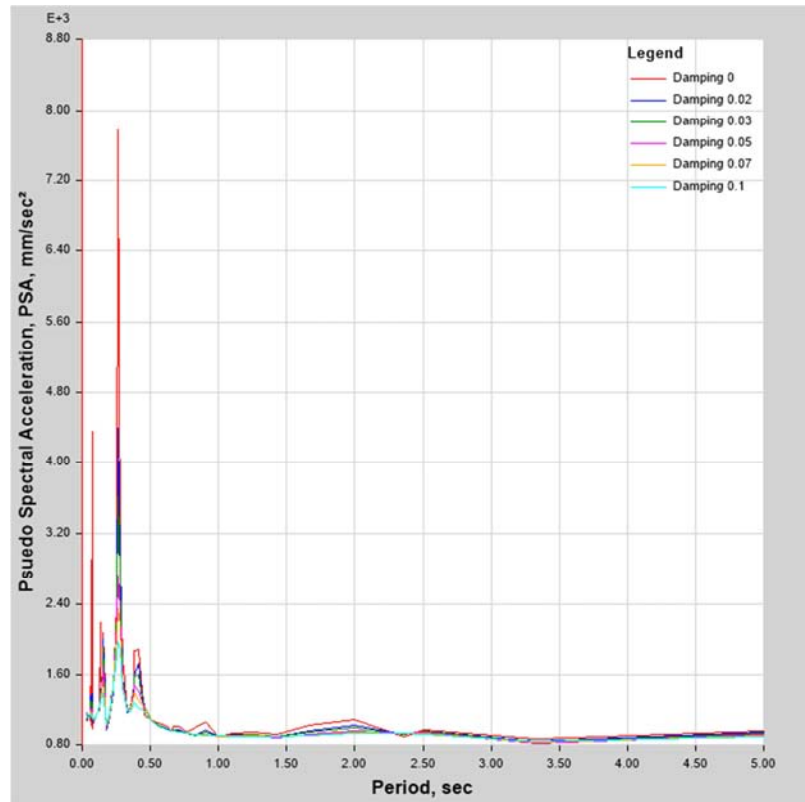 E+3
8.80
8.00
7.20
6.40
5.60
4.80
4.00
3.20
2.40
1.60
0.80
Psuedo Spectral Acceleration, PSA, mm/sec²
Legend
Damping 0
Damping 0.02
Damping 0.03
Damping 0.05
Damping 0.07
Damping 0.1
0.00 0.50 1.00 1.50 2.00 2.50 3.00 3.50 4.00 4.50 5.00
Period, sec